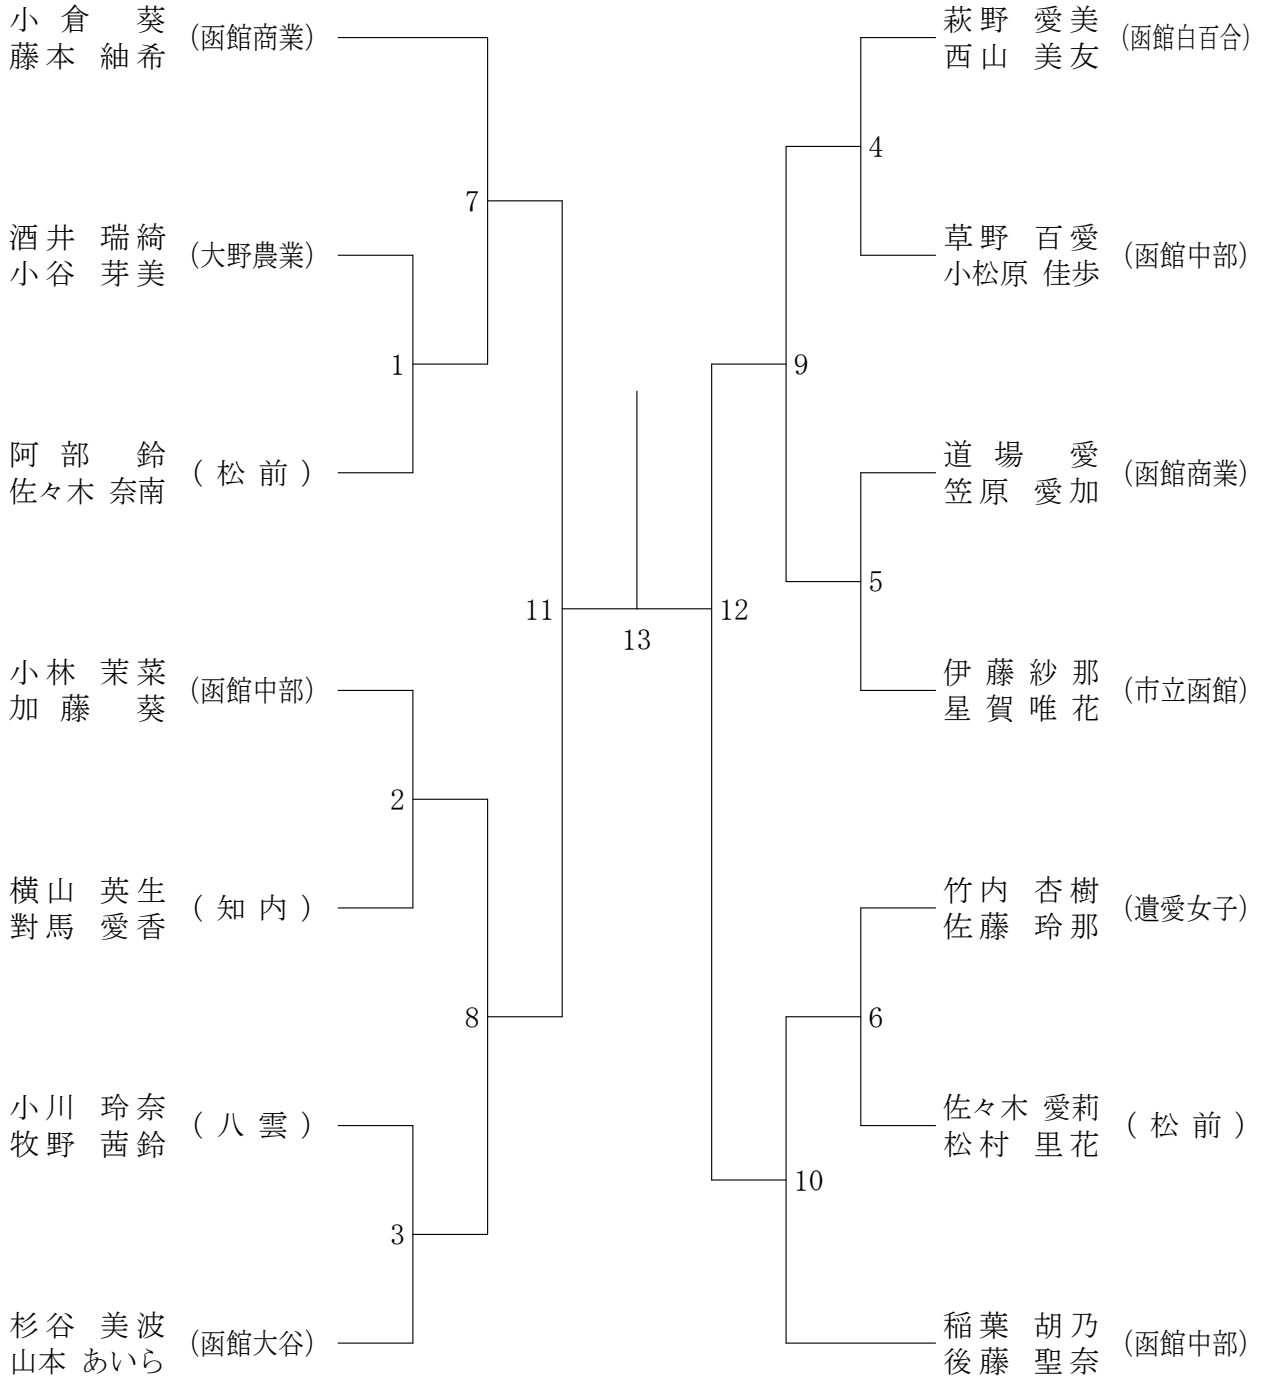 小倉 葵
藤本 紬希
(函館商業)
7
酒井 瑞綺
小谷 芽美
(大野農業)
1
阿部 鈴
佐々木 奈南
(松前)
11
小林 茉菜
加藤 葵
(函館中部)
2
横山 英生
對馬 愛香
(知内)
8
小川 玲奈
牧野 茜鈴
(八雲)
3
杉谷 美波
山本 あいら
(函館大谷)
13
萩野 愛美
西山 美友
(函館白百合)
4
草野 百愛
小松原 佳歩
(函館中部)
9
道場 愛
笠原 愛加
(函館商業)
5
12
伊藤 紗那
星賀 唯花
(市立函館)
竹内 杏樹
佐藤 玲那
(遺愛女子)
6
佐々木 愛莉
松村 里花
(松前)
10
稲葉 胡乃
後藤 聖奈
(函館中部)